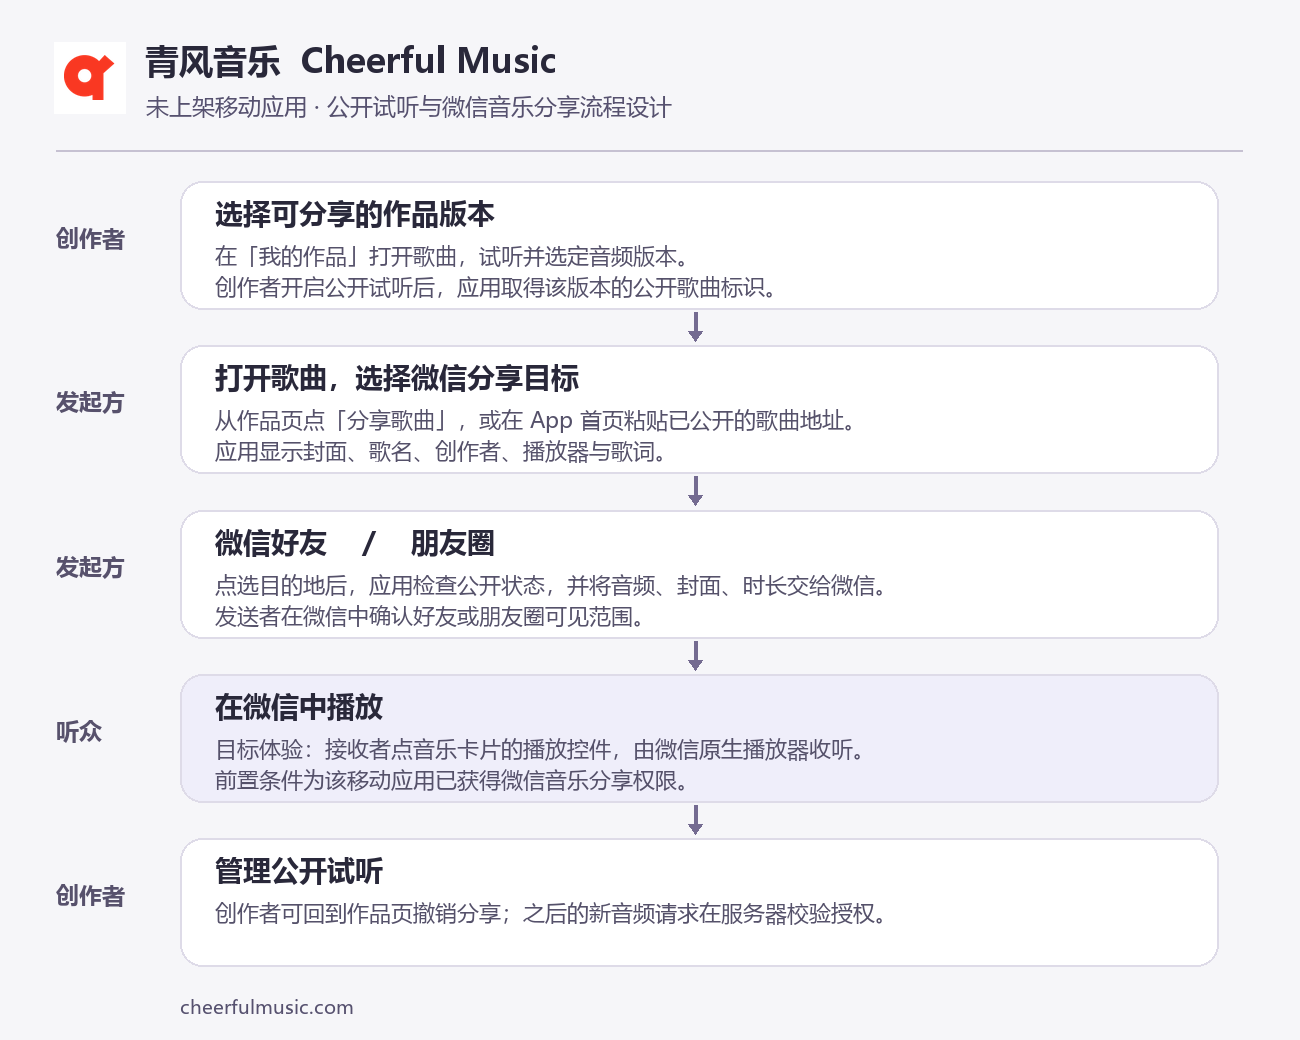 青风音乐 Cheerful Music
未上架移动应用 · 公开试听与微信音乐分享流程设计
创作者
选择可分享的作品版本
在「我的作品」打开歌曲，试听并选定音频版本。
创作者开启公开试听后，应用取得该版本的公开歌曲标识。
发起方
打开歌曲，选择微信分享目标
从作品页点「分享歌曲」，或在 App 首页粘贴已公开的歌曲地址。
应用显示封面、歌名、创作者、播放器与歌词。
发起方
微信好友 / 朋友圈
点选目的地后，应用检查公开状态，并将音频、封面、时长交给微信。
发送者在微信中确认好友或朋友圈可见范围。
听众
在微信中播放
目标体验：接收者点音乐卡片的播放控件，由微信原生播放器收听。
前置条件为该移动应用已获得微信音乐分享权限。
创作者
管理公开试听
创作者可回到作品页撤销分享；之后的新音频请求在服务器校验授权。
cheerfulmusic.com